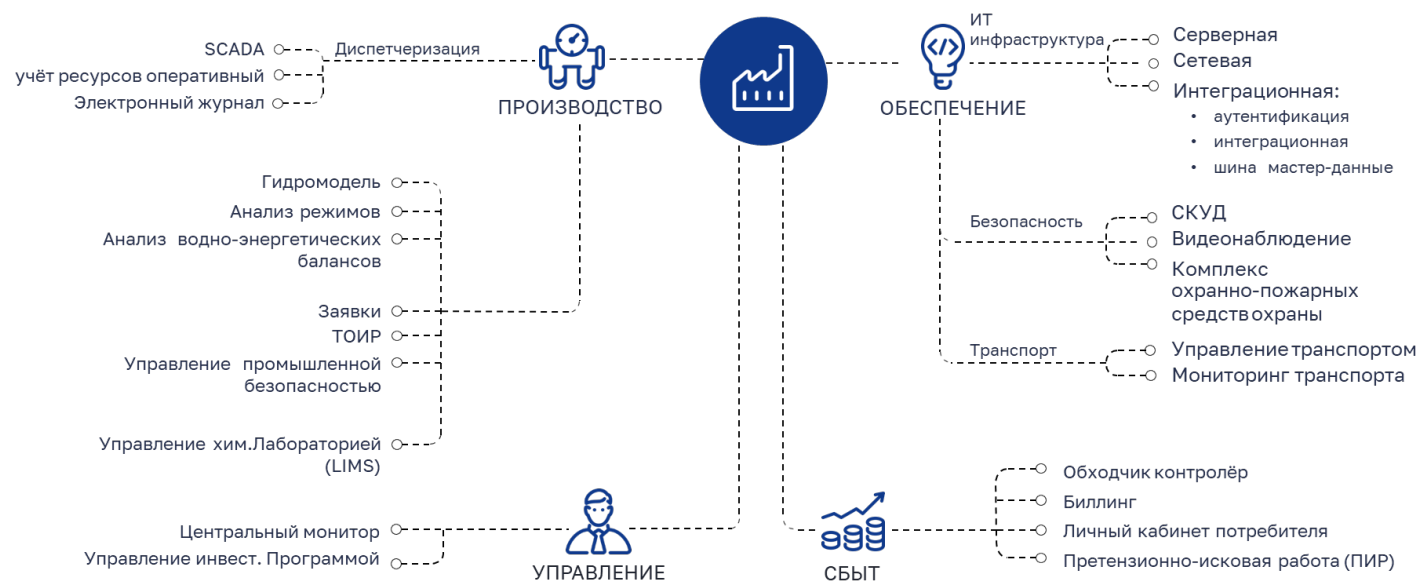 SCADA
учёт ресурсов оперативный
Электронный журнал
Диспетчеризация
ПРОИЗВОДСТВО
Гидромодель
Анализ режимов
Анализ водно-энергетических
балансов
Заявки
ТОИР
Управление промышленной
безопасностью
Управление хим.Лабораторией
(LIMS)
Центральный монитор
Управление инвест. Программой
УПРАВЛЕНИЕ
ИТ
инфраструктура
ОБЕСПЕЧЕНИЕ
Серверная
Сетевая
Интеграционная:
• аутентификация
• интеграционная
• шина мастер-данные
Безопасность
СКУД
Видеонаблюдение
Комплекс
охранно-пожарных
средств охраны
Транспорт
Управление транспортом
Мониторинг транспорта
СБЫТ
Обходчик контролёр
Биллинг
Личный кабинет потребителя
Претензионно-исковая работа (ПИР)